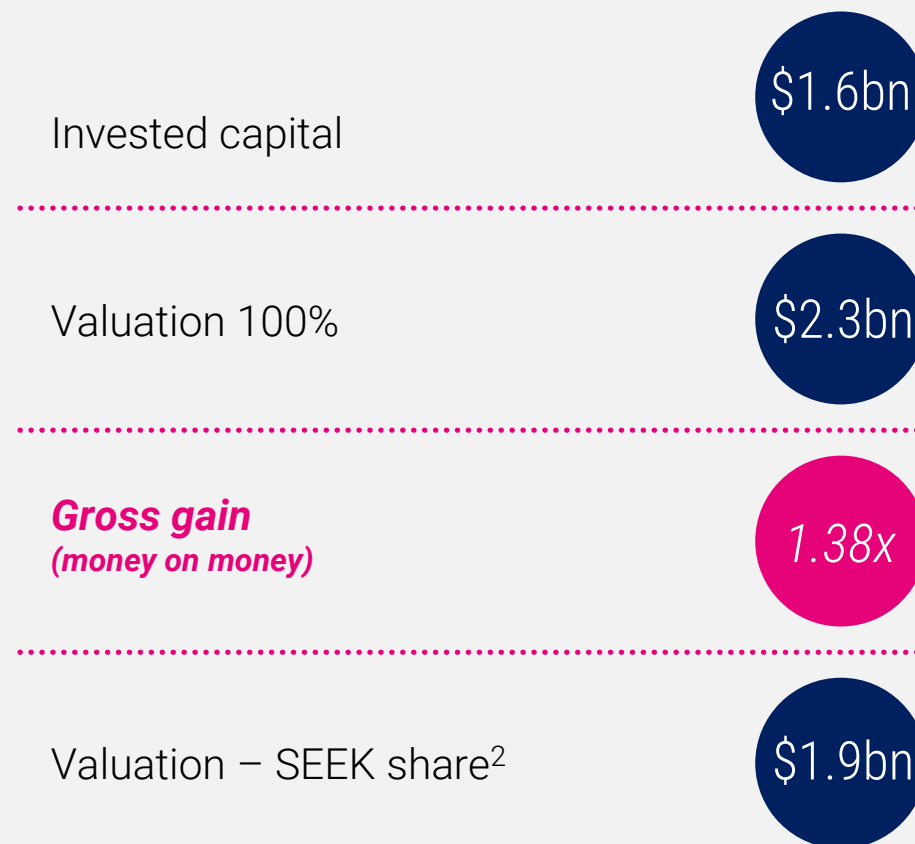 Invested capital $1.6bn
Valuation 100% $2.3bn
Gross gain
(money on money) 1.38x
Valuation – SEEK share² $1.9bn